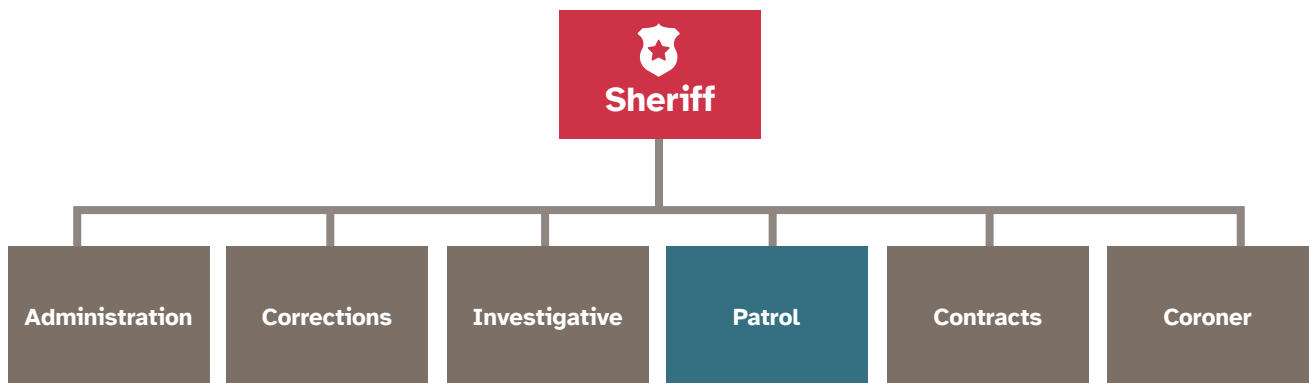 Sheriff
Administration
Corrections
Investigative
Patrol
Contracts
Coroner